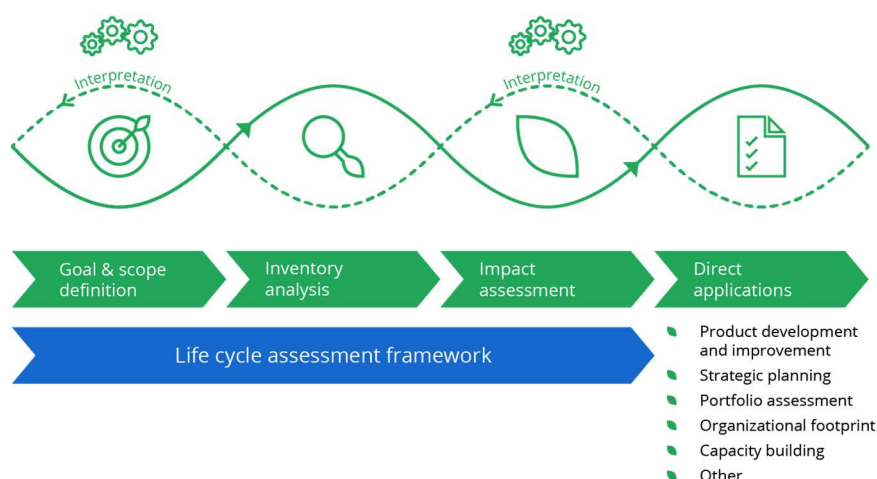 Interpretation
Interpretation
Goal & scope
definition
Inventory
analysis
Impact
assessment
Direct
applications
Life cycle assessment framework
Product development
and improvement
Strategic planning
Portfolio assessment
Organizational footprint
Capacity building
Other